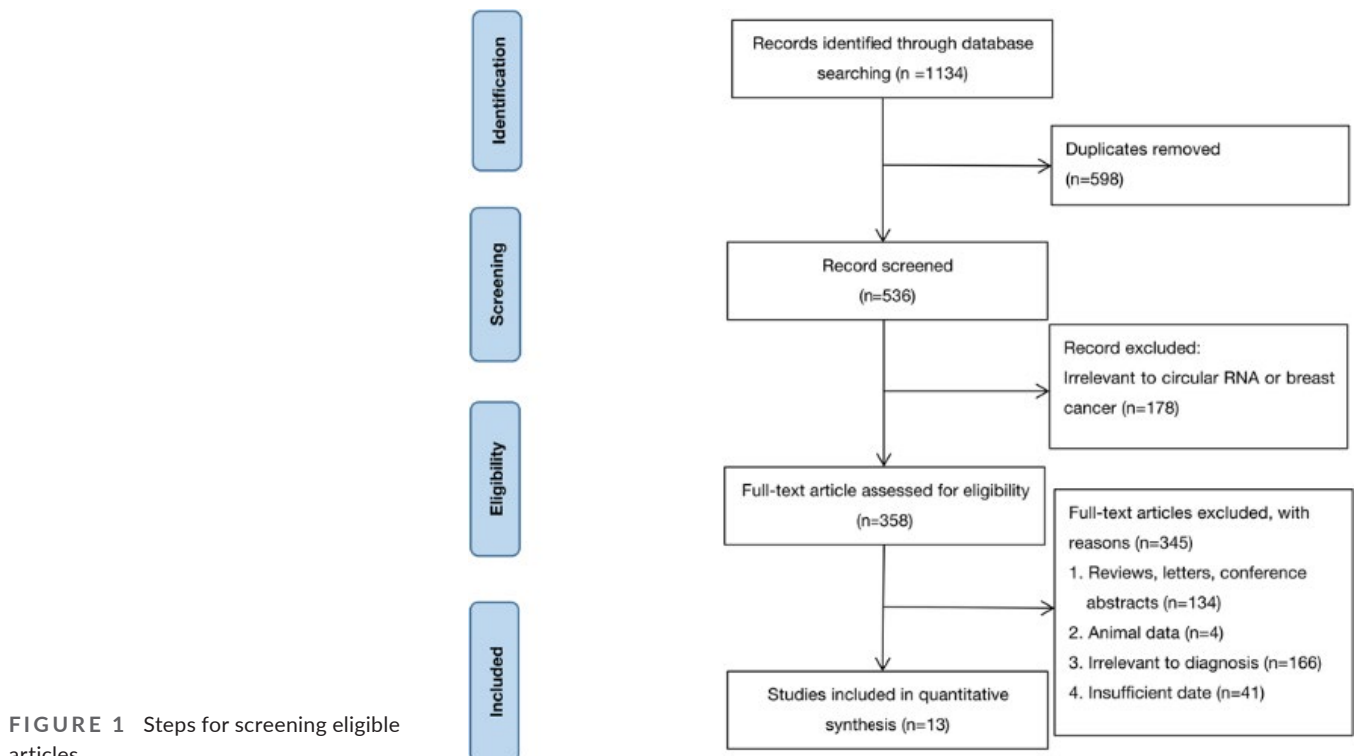 Identification
Records identified through database
searching (n =1134)
Duplicates removed
(n=598)
Screening
Record screened
(n=536)
Record excluded:
Irrelevant to circular RNA or breast
cancer (n=178)
Eligibility
Full-text article assessed for eligibility
(n=358)
Full-text articles excluded, with
reasons (n=345)
1. Reviews, letters, conference
abstracts (n=134)
2. Animal data (n=4)
3. Irrelevant to diagnosis (n=166)
4. Insufficient date (n=41)
Included
Studies included in quantitative
synthesis (n=13)
FIGURE 1 Steps for screening eligible
articles